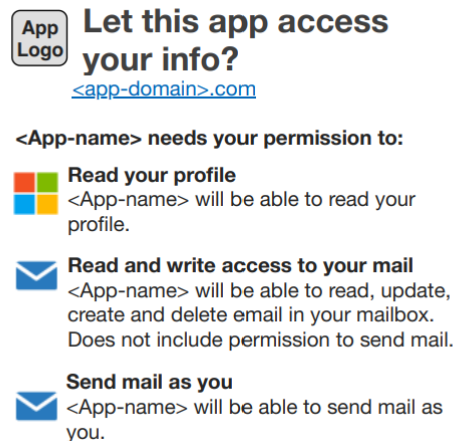 App
Logo
Let this app access
your info?
<app-domain>.com
<App-name> needs your permission to:
Read your profile
<App-name> will be able to read your
profile.
Read and write access to your mail
<App-name> will be able to read, update,
create and delete email in your mailbox.
Does not include permission to send mail.
Send mail as you
<App-name> will be able to send mail as
you.